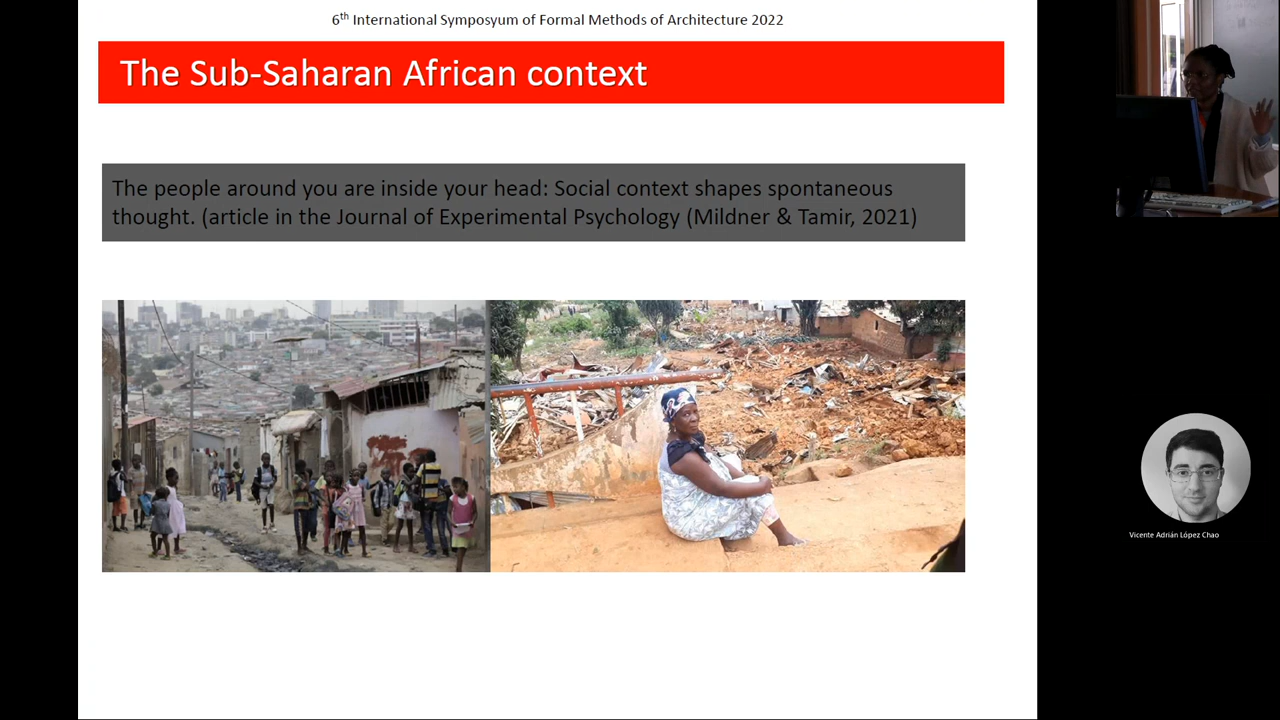 6th International Symposyum of Formal Methods of Architecture 2022
The Sub-Saharan African context
The people around you are inside your head: Social context shapes spontaneous
thought. (article in the Journal of Experimental Psychology (Mildner & Tamir, 2021)
Vicente Adrián López Chao